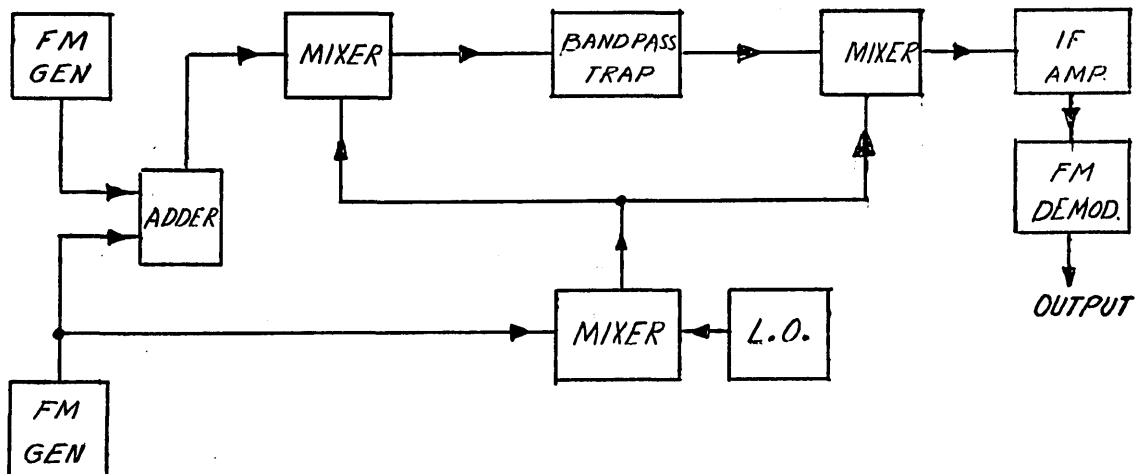 FM
GEN
MIXER
BANDPASS
TRAP
MIXER
IF
AMP.
ADDER
FM
DEMOD.
MIXER
L.O.
OUTPUT
FM
GEN